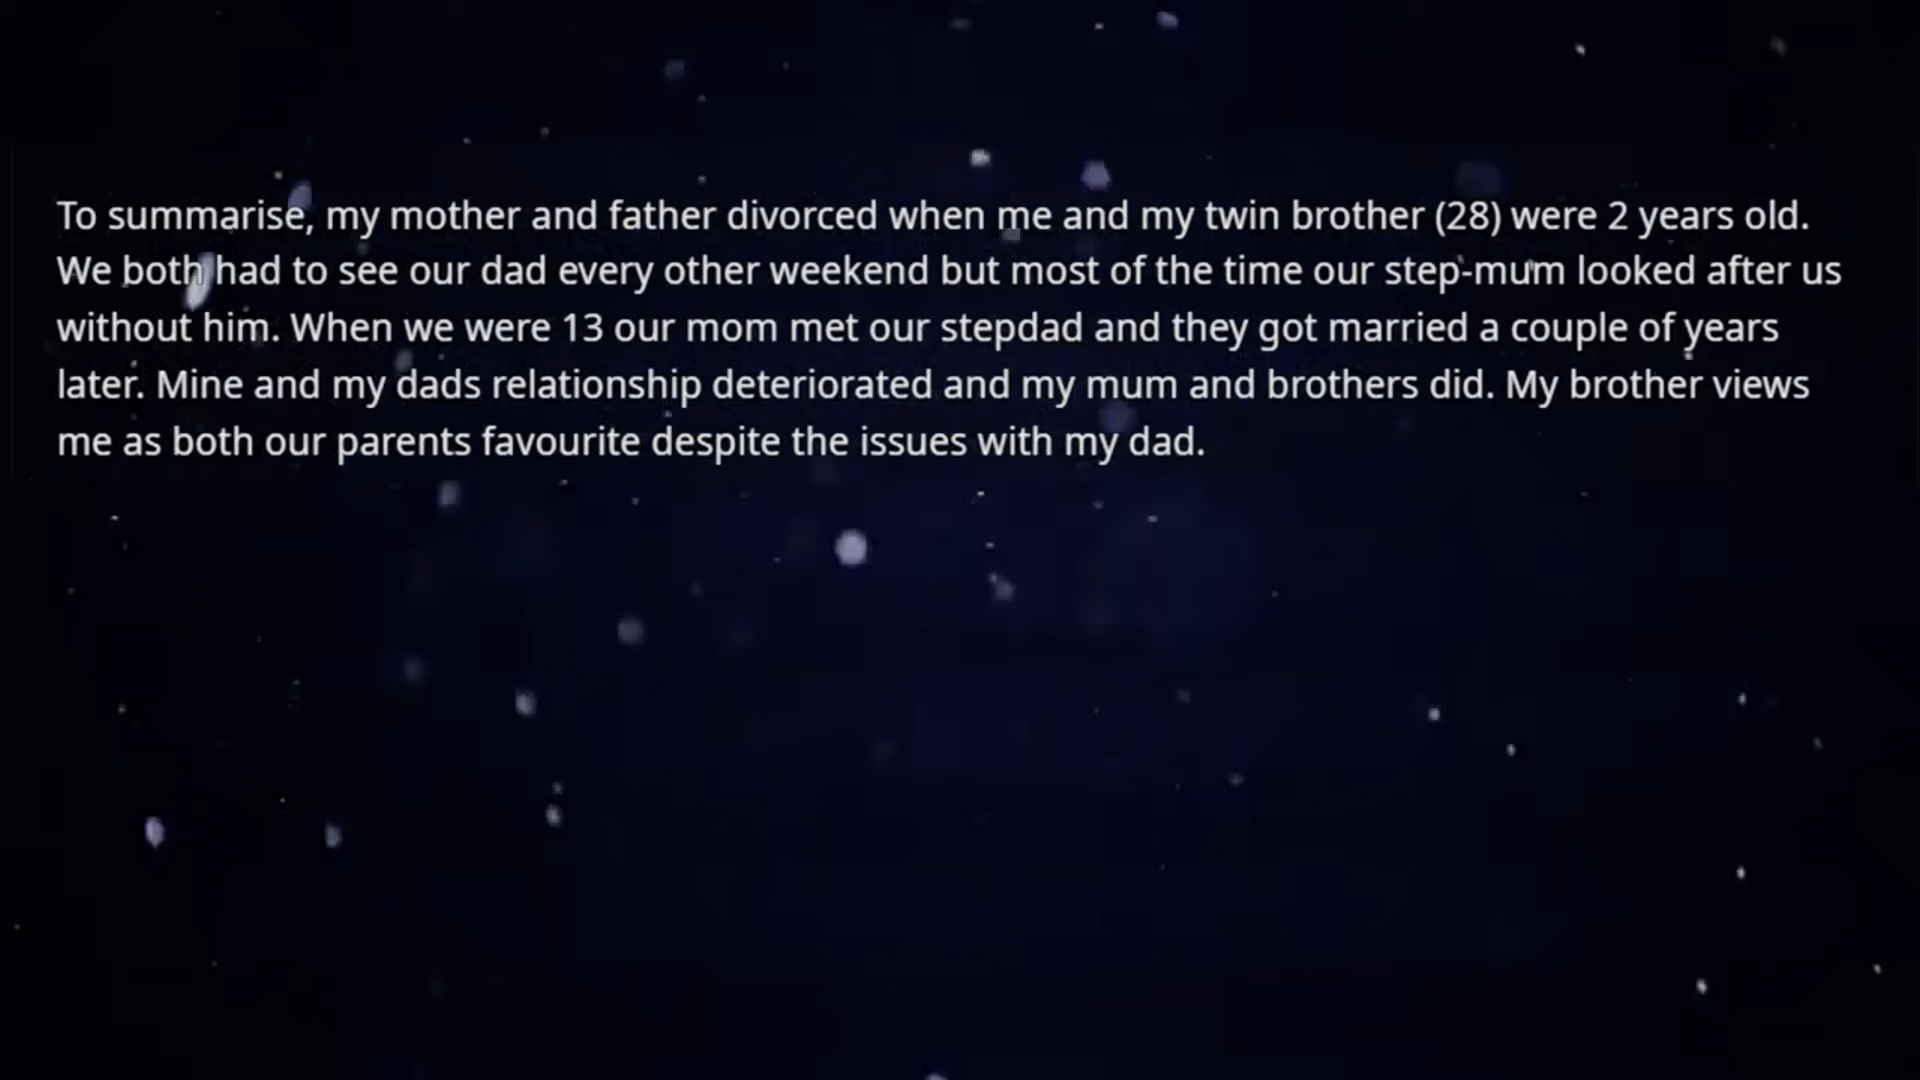 To summarise, my mother and father divorced when me and my twin brother (28) were 2 years old.
We both had to see our dad every other weekend but most of the time our step-mum looked after us
without him. When we were 13 our mom met our stepdad and they got married a couple of years
later. Mine and my dads relationship deteriorated and my mum and brothers did. My brother views
me as both our parents favourite despite the issues with my dad.